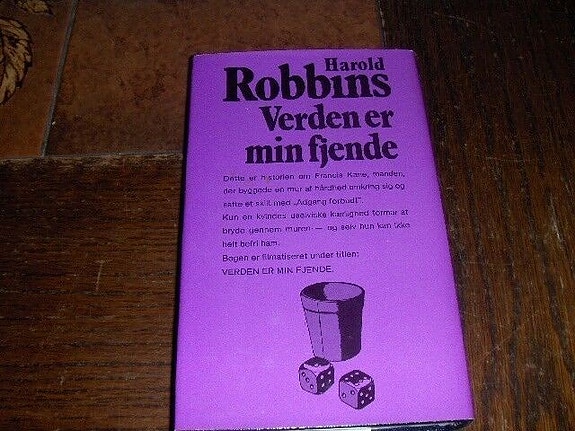 Harold
Robbins
Verden er
min fjende
Dette er historien om Francis Kane, manden,
der byggede en mur af hårdhed omkring sig og
satte et skilt med „Adgang forbudt".
Kun en kvindes uselviske kærlighed formår at
bryde gennem muren — og selv hun kan ikke
helt befri ham.
Bogen er filmatiseret under titlen:
VERDEN ER MIN FJENDE.